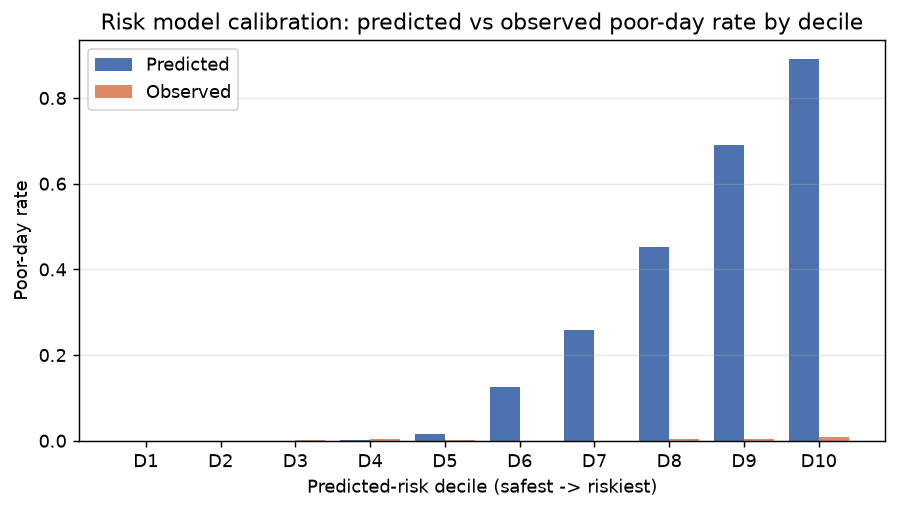 Risk model calibration: predicted vs observed poor-day rate by decile
Predicted
Observed
Poor-day rate
0.8
0.6
0.4
0.2
0.0
D1 D2 D3 D4 D5 D6 D7 D8 D9 D10
Predicted-risk decile (safest -> riskiest)